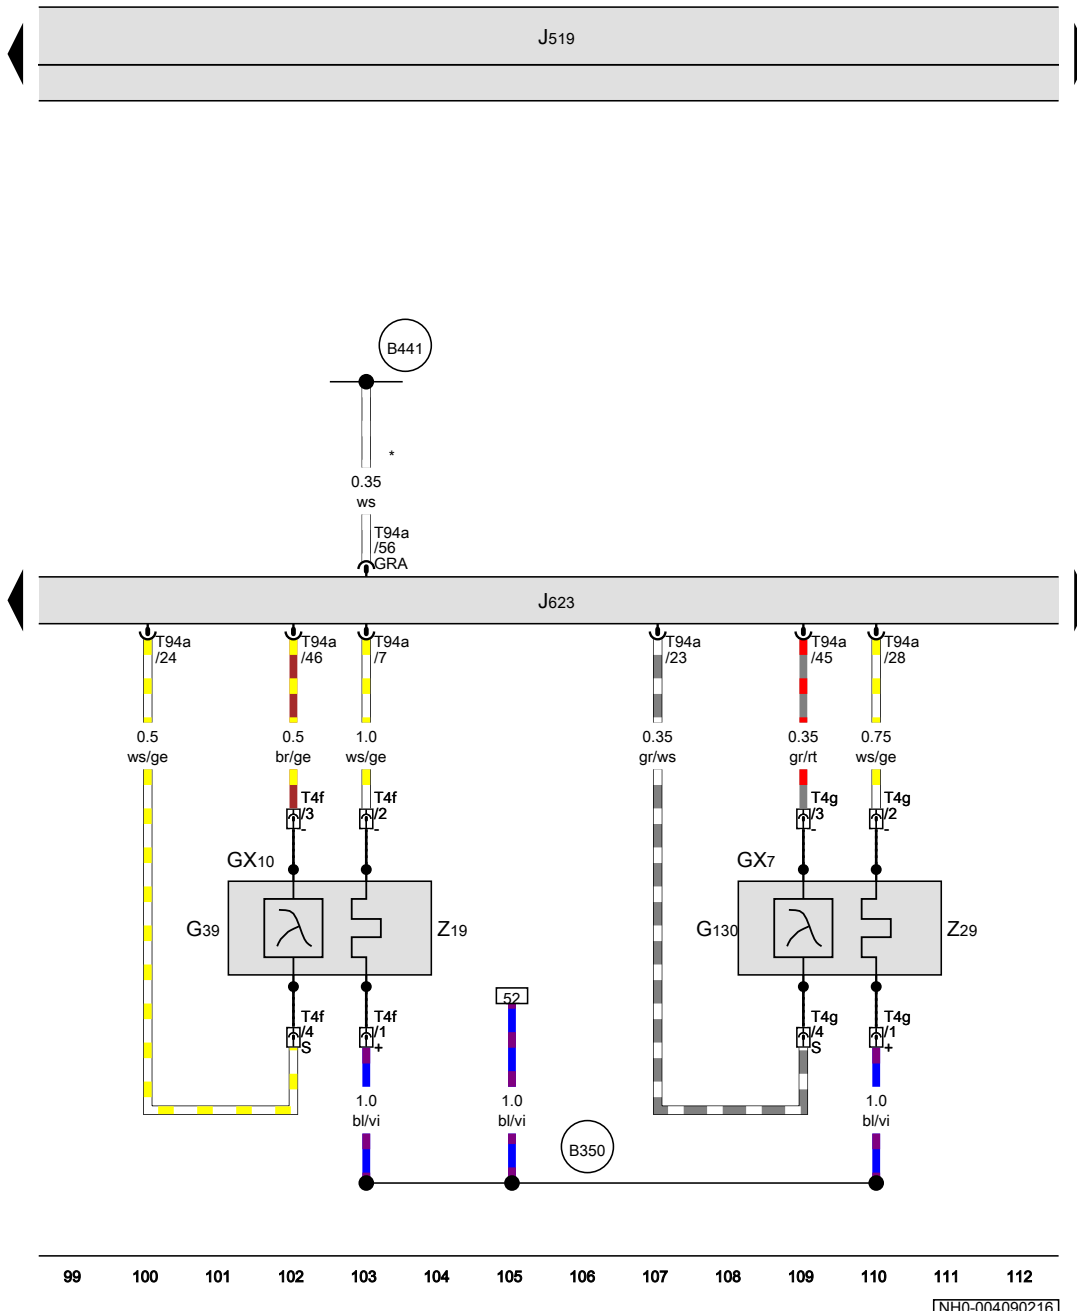 J519
B441
*
0.35
ws
T94a
/56
GRA
J623
T94a
/24
T94a
/46
T94a
/7
T94a
/23
T94a
/45
T94a
/28
0.5
ws/ge
0.5
br/ge
1.0
ws/ge
0.35
gr/ws
0.35
gr/rt
0.75
ws/ge
T4f
/3
-
T4f
/2
-
T4g
/3
-
T4g
/2
-
GX10
GX7
G39
Z19
G130
Z29
52
T4f
/4
S
T4f
/1
+
T4g
/4
S
T4g
/1
+
1.0
bl/vi
1.0
bl/vi
1.0
bl/vi
B350
99 100 101 102 103 104 105 106 107 108 109 110 111 112
NH0-004090216